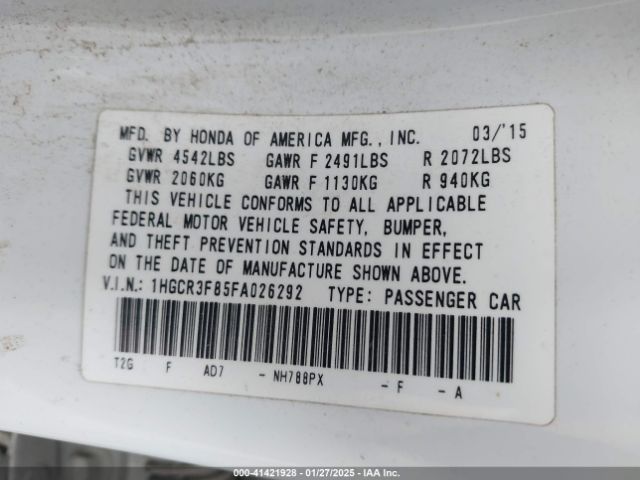 MFD. BY HONDA OF AMERICA MFG., INC. 03/'15
GVWR 4542LBS GAWR F 2491LBS R 2072LBS
GVWR 2060KG GAWR F 1130KG R 940KG
THIS VEHICLE CONFORMS TO ALL APPLICABLE
FEDERAL MOTOR VEHICLE SAFETY, BUMPER,
AND THEFT PREVENTION STANDARDS IN EFFECT
ON THE DATE OF MANUFACTURE SHOWN ABOVE.
V.I.N.: 1HGCR3F85FA026292 TYPE: PASSENGER CAR
T2G F AD7 - NH788PX - F - A
000-41421928 - 01/27/2025 - IAA Inc.